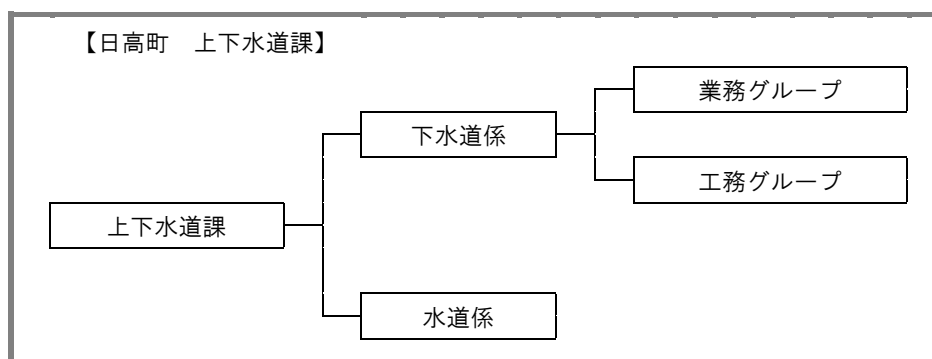 【日高町　上下水道課】
業務グループ
下水道係
工務グループ
上下水道課
水道係